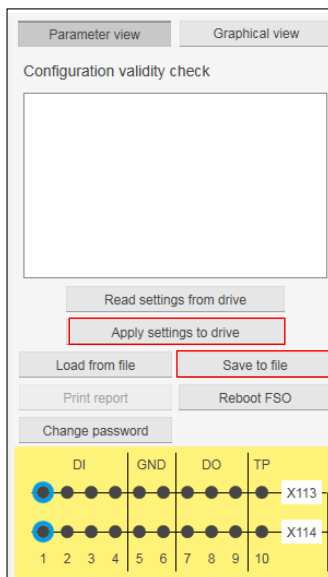 Parameter view Graphical view
Configuration validity check
Read settings from drive
Apply settings to drive
Load from file Save to file
Print report Reboot FSO
Change password
DI GND DO TP
X113
X114
1 2 3 4 5 6 7 8 9 10